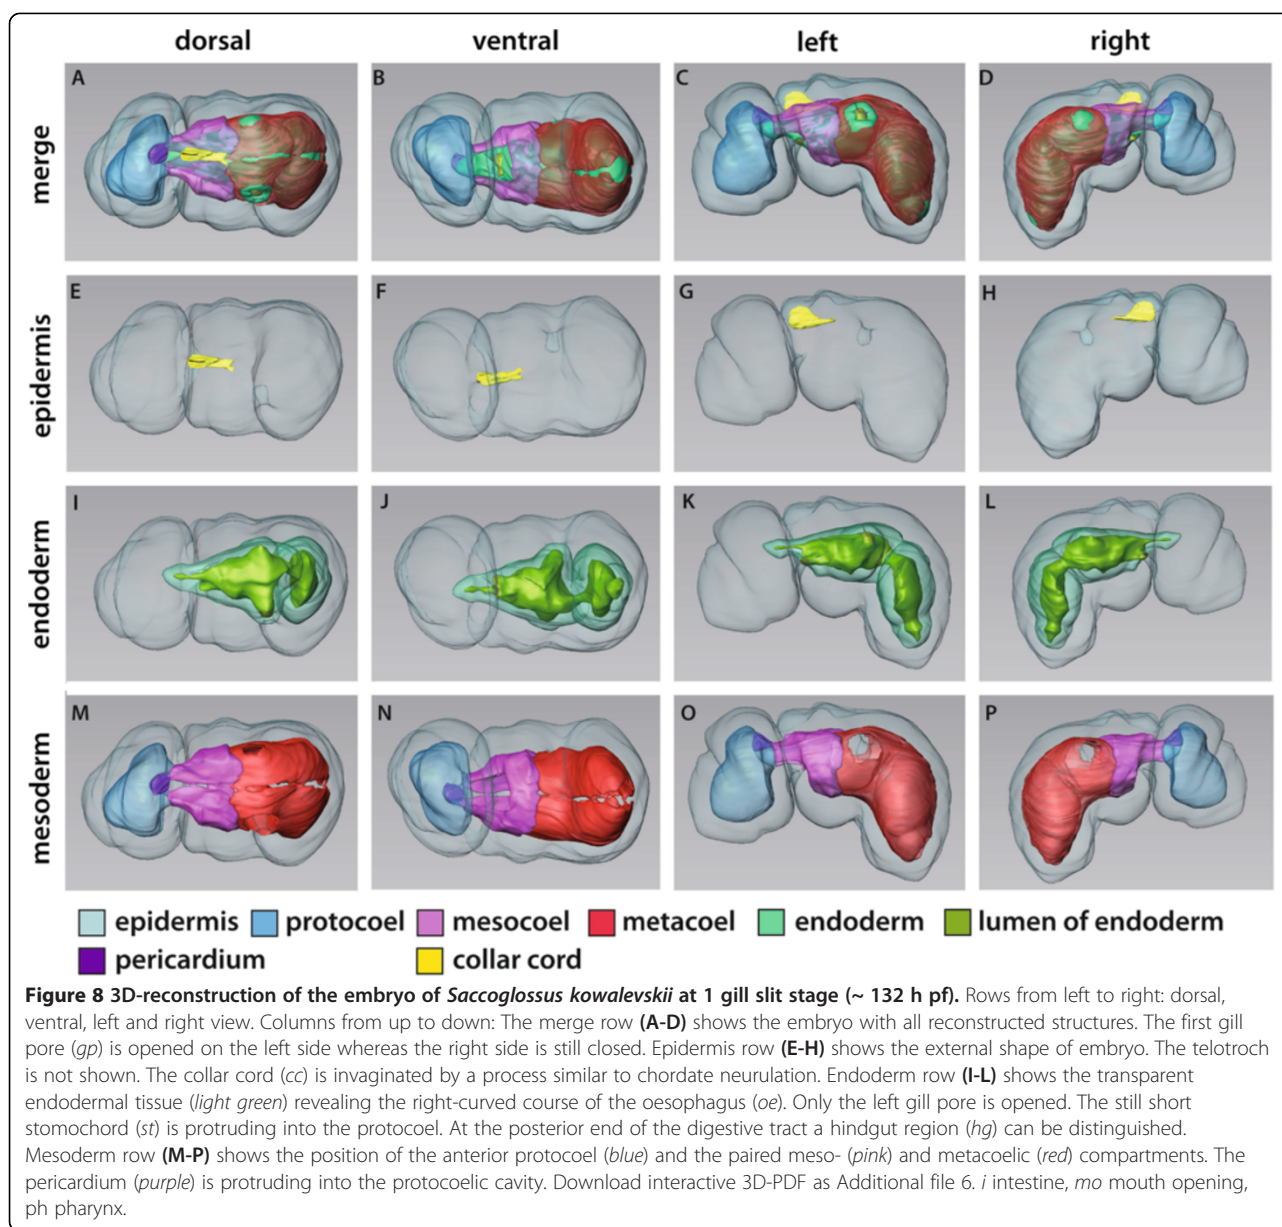 dorsal ventral left right
merge
A B C D
epidermis
E F G H
endoderm
I J K L
mesoderm
M N O P
epidermis protocoel mesocoel metacoel endoderm lumen of endoderm
pericardium collar cord
Figure 8 3D-reconstruction of the embryo of Saccoglossus kowalevskii at 1 gill slit stage (~ 132 h pf). Rows from left to right: dorsal,
ventral, left and right view. Columns from up to down: The merge row (A-D) shows the embryo with all reconstructed structures. The first gill
pore (gp) is opened on the left side whereas the right side is still closed. Epidermis row (E-H) shows the external shape of embryo. The telotroch
is not shown. The collar cord (cc) is invaginated by a process similar to chordate neurulation. Endoderm row (I-L) shows the transparent
endodermal tissue (light green) revealing the right-curved course of the oesophagus (oe). Only the left gill pore is opened. The still short
stomochord (st) is protruding into the protocoel. At the posterior end of the digestive tract a hindgut region (hg) can be distinguished.
Mesoderm row (M-P) shows the position of the anterior protocoel (blue) and the paired meso- (pink) and metacoelic (red) compartments. The
pericardium (purple) is protruding into the protocoelic cavity. Download interactive 3D-PDF as Additional file 6. i intestine, mo mouth opening,
ph pharynx.